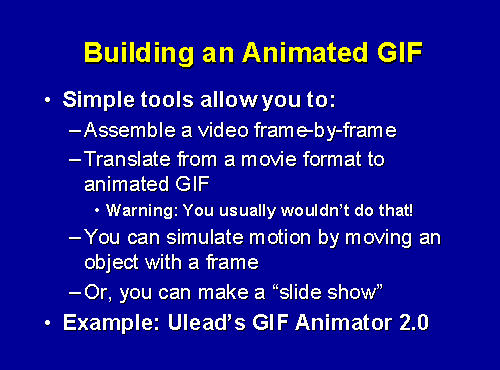 Building an Animated GIF
• Simple tools allow you to:
– Assemble a video frame-by-frame
– Translate from a movie format to
animated GIF
• Warning: You usually wouldn't do that!
– You can simulate motion by moving an
object with a frame
– Or, you can make a “slide show”
• Example: Ulead's GIF Animator 2.0